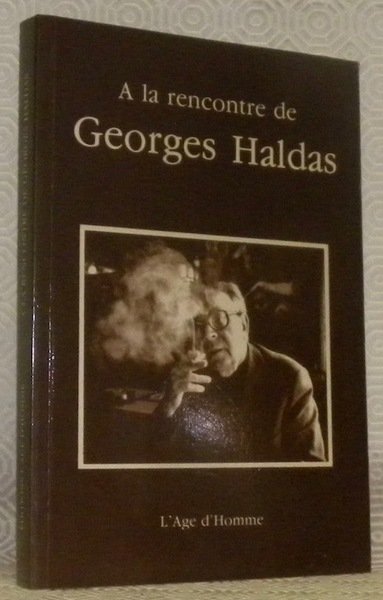 A la rencontre de
Georges Haldas
L'Age d'Homme